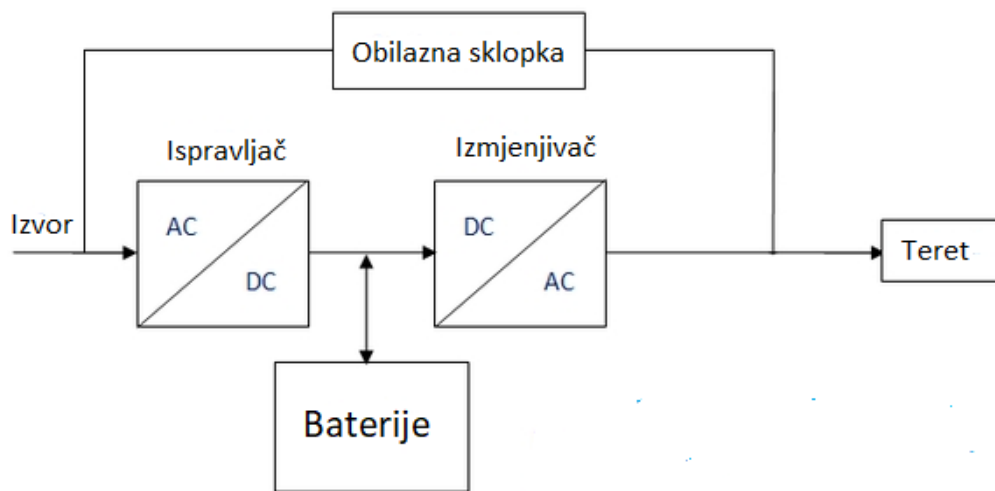 Obilazna sklopka
Ispravljač
Izmjenjivač
Izvor
AC
DC
DC
AC
Teret
Baterije